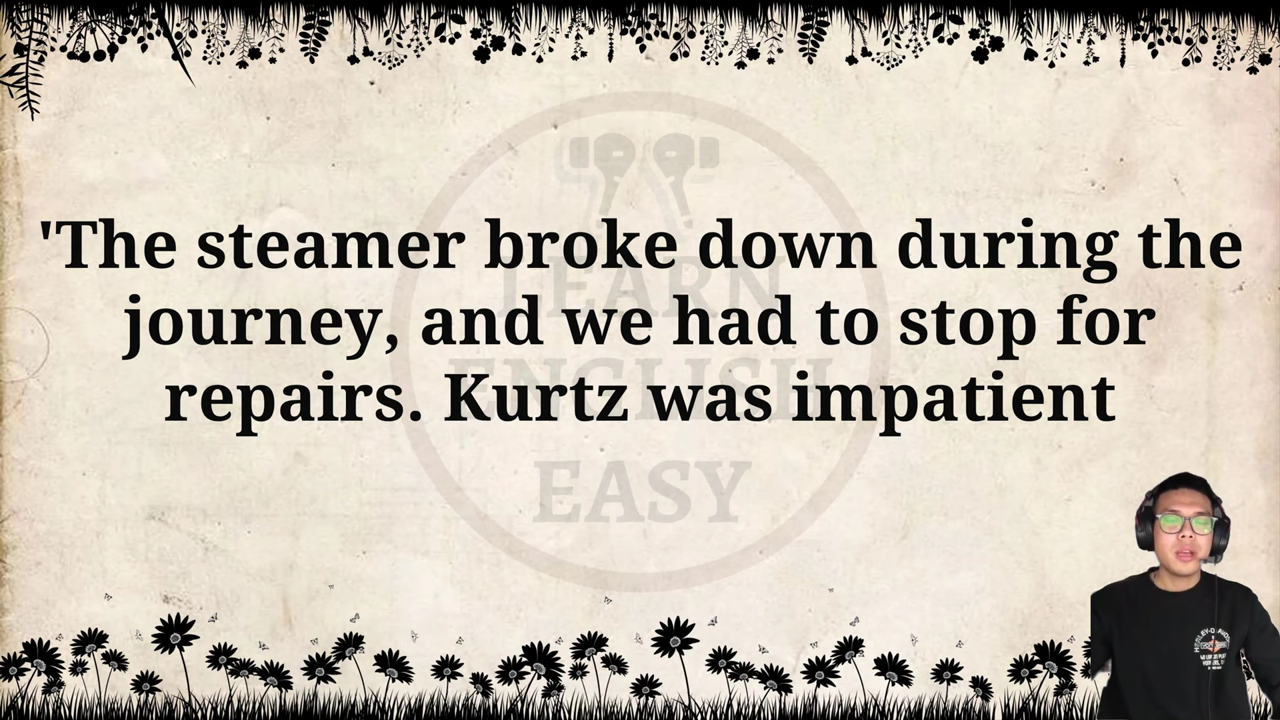 'The steamer broke down during the
journey, and we had to stop for
repairs. Kurtz was impatient
LEARN
ENGLISH
EASY